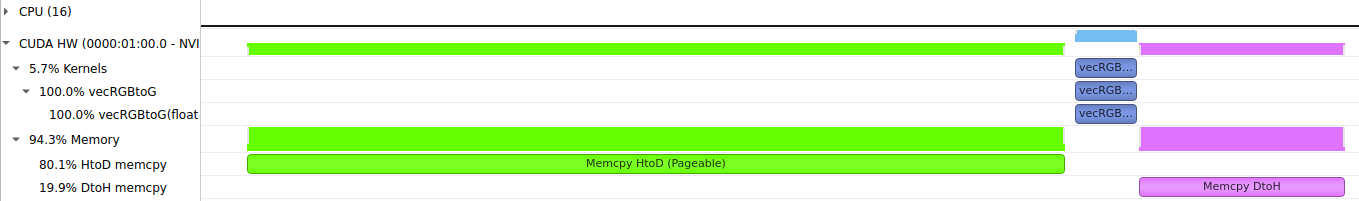 CPU (16)
CUDA HW (0000:01:00.0 - NVI
5.7% Kernels
vecRGB...
100.0% vecRGBtoG
vecRGB...
100.0% vecRGBtoG(float
vecRGB...
94.3% Memory
80.1% HtoD memcpy
Memcpy HtoD (Pageable)
19.9% DtoH memcpy
Memcpy DtoH